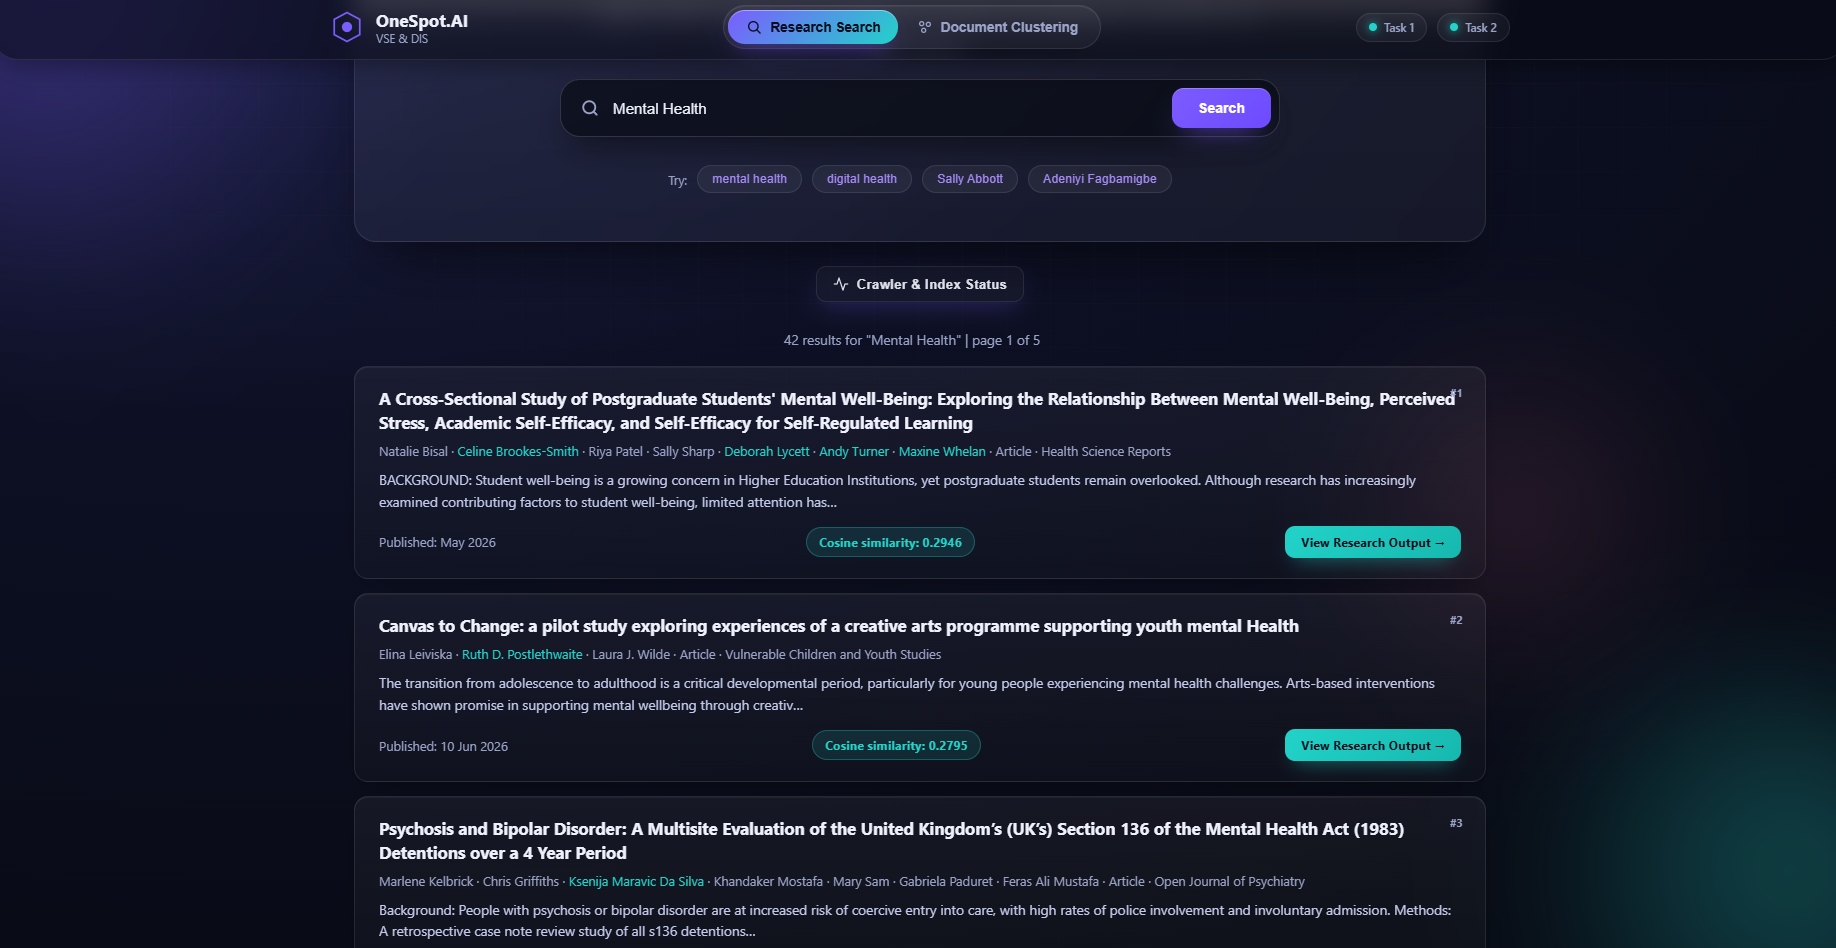 OneSpot.AI
VSE & DIS
Research Search
Document Clustering
Task 1
Task 2
Mental Health
Search
Try:
mental health
digital health
Sally Abbott
Adeniyi Fagbamigbe
Crawler & Index Status
42 results for "Mental Health" | page 1 of 5
A Cross-Sectional Study of Postgraduate Students' Mental Well-Being: Exploring the Relationship Between Mental Well-Being, Perceived
#1
Stress, Academic Self-Efficacy, and Self-Efficacy for Self-Regulated Learning
Natalie Bisal · Celine Brookes-Smith · Riya Patel · Sally Sharp · Deborah Lycett · Andy Turner · Maxine Whelan · Article · Health Science Reports
BACKGROUND: Student well-being is a growing concern in Higher Education Institutions, yet postgraduate students remain overlooked. Although research has increasingly
examined contributing factors to student well-being, limited attention has...
Published: May 2026
Cosine similarity: 0.2946
View Research Output →
Canvas to Change: a pilot study exploring experiences of a creative arts programme supporting youth mental Health
#2
Elina Leiviska · Ruth D. Postlethwaite · Laura J. Wilde · Article · Vulnerable Children and Youth Studies
The transition from adolescence to adulthood is a critical developmental period, particularly for young people experiencing mental health challenges. Arts-based interventions
have shown promise in supporting mental wellbeing through creativ...
Published: 10 Jun 2026
Cosine similarity: 0.2795
View Research Output →
Psychosis and Bipolar Disorder: A Multisite Evaluation of the United Kingdom’s (UK’s) Section 136 of the Mental Health Act (1983)
#3
Detentions over a 4 Year Period
Marlene Kelbrick · Chris Griffiths · Ksenija Maravic Da Silva · Khandaker Mostafa · Mary Sam · Gabriela Paduret · Feras Ali Mustafa · Article · Open Journal of Psychiatry
Background: People with psychosis or bipolar disorder are at increased risk of coercive entry into care, with high rates of police involvement and involuntary admission. Methods:
A retrospective case note review study of all s136 detentions...